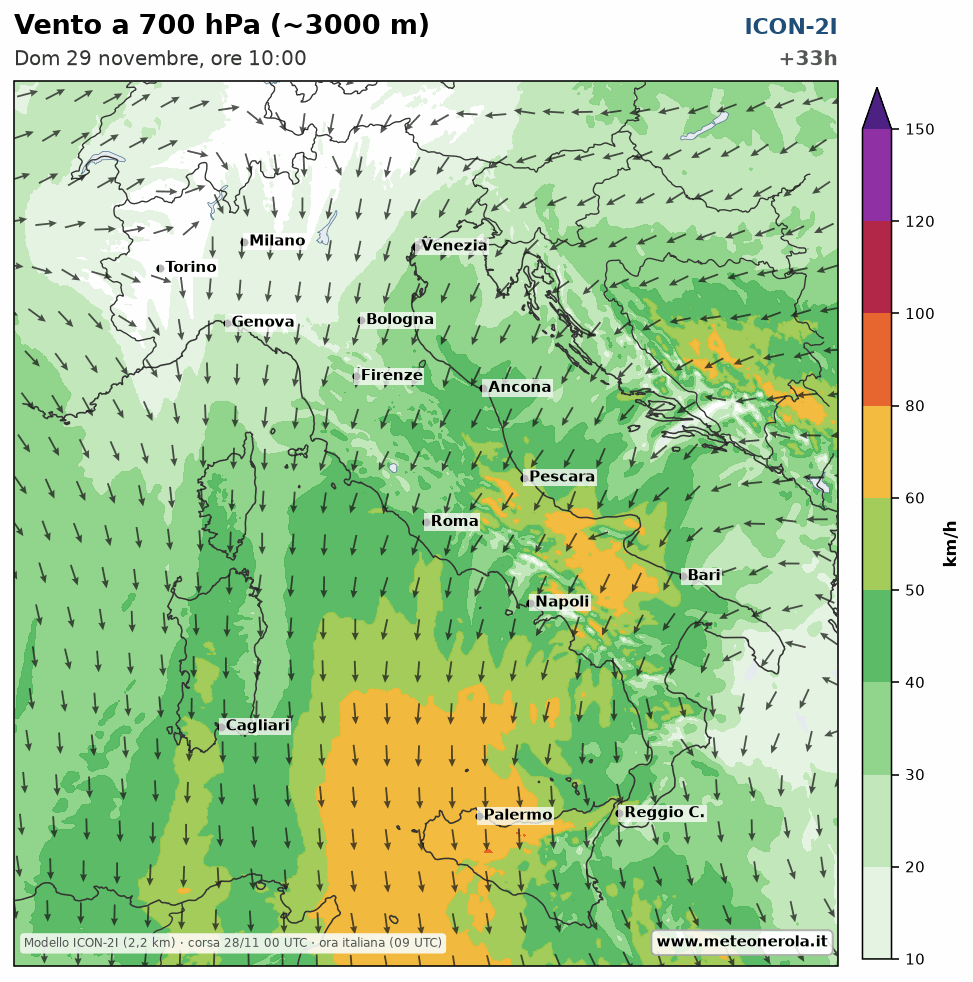 Vento a 700 hPa (~3000 m)
ICON-2I
Dom 29 novembre, ore 10:00
+33h
150
120
100
80
60
50
40
30
20
10
km/h
Milano
Venezia
Torino
Genova
Bologna
Firenze
Ancona
Pescara
Roma
Bari
Napoli
Cagliari
Palermo
Reggio C.
Modello ICON-2I (2,2 km) · corsa 28/11 00 UTC · ora italiana (09 UTC)
www.meteonerola.it